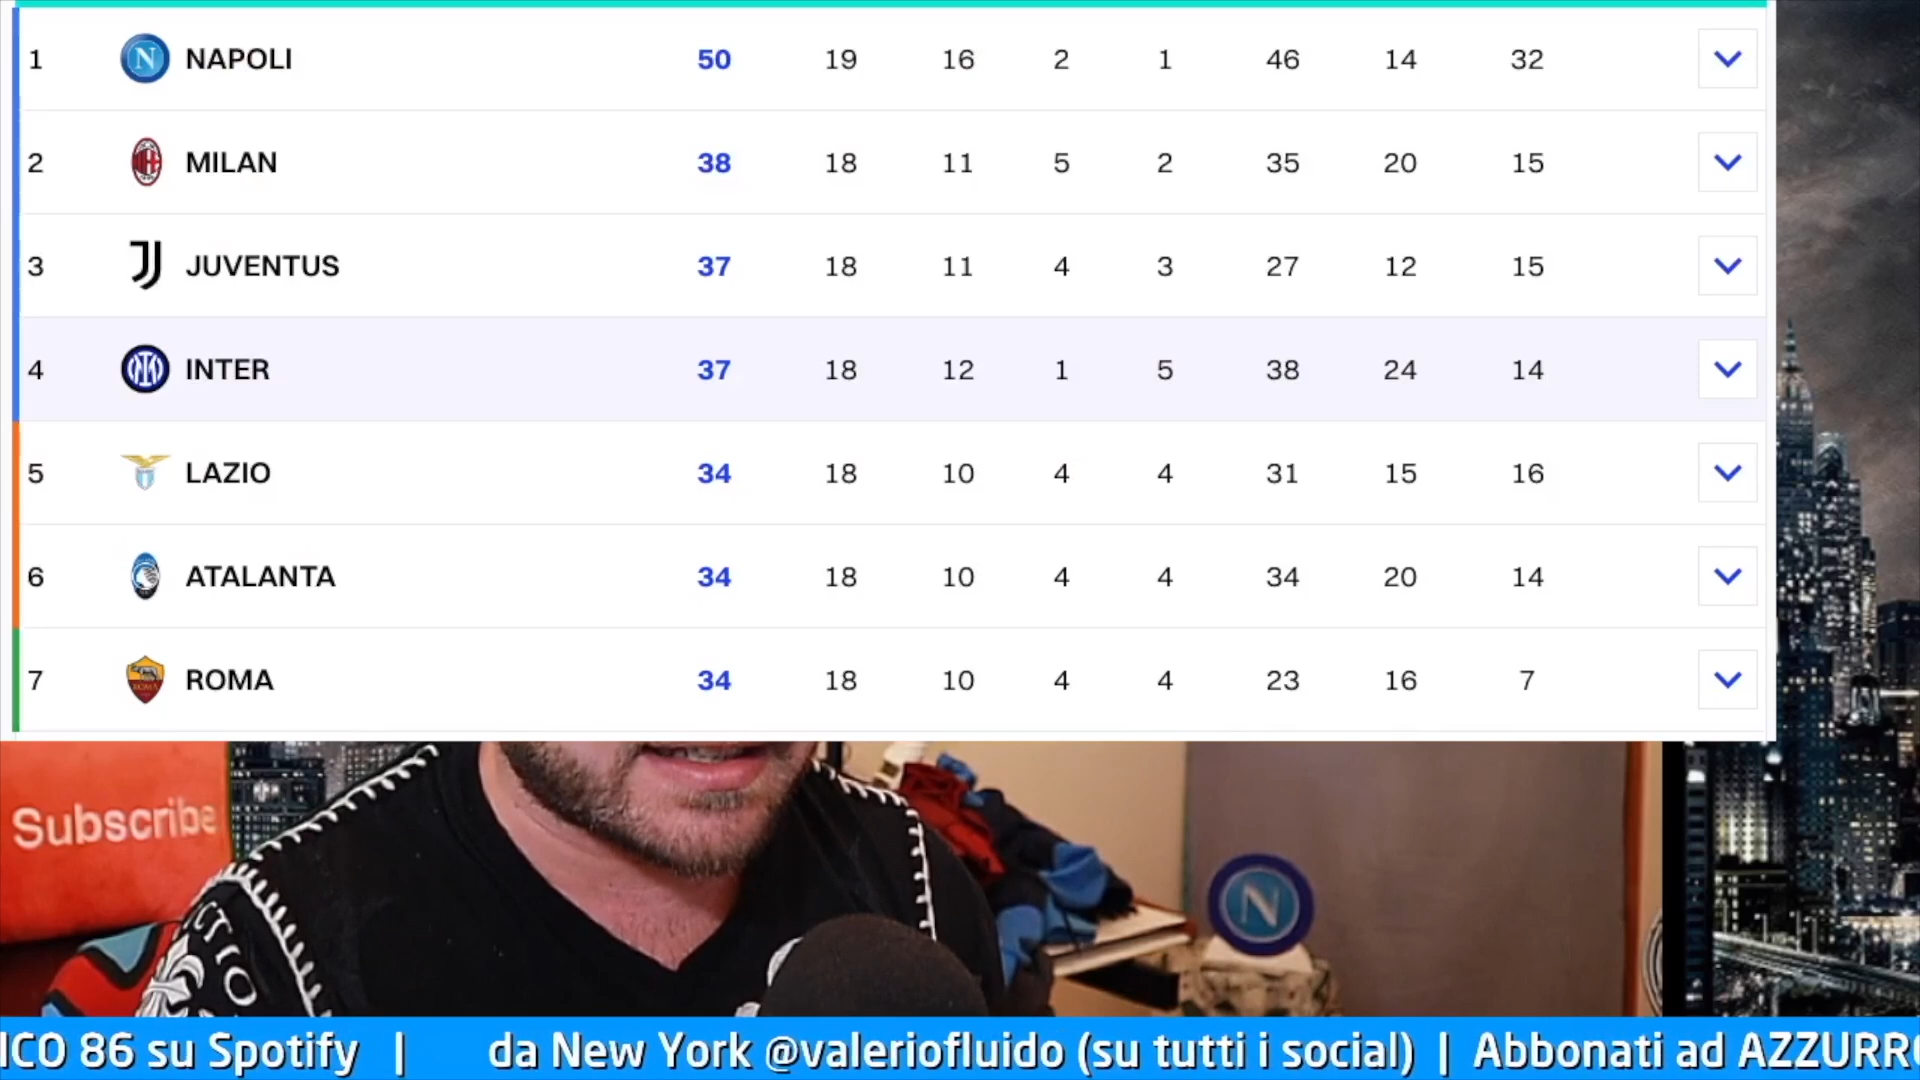 1 N NAPOLI 50 19 16 2 1 46 14 32
2 MILAN 38 18 11 5 2 35 20 15
3 JUVENTUS 37 18 11 4 3 27 12 15
4 INTER 37 18 12 1 5 38 24 14
5 LAZIO 34 18 10 4 4 31 15 16
6 ATALANTA 34 18 10 4 4 34 20 14
7 ROMA 34 18 10 4 4 23 16 7
Subscribe
N
ICO 86 su Spotify | da New York @valeriofluido (su tutti i social) | Abbonati ad AZZURRO